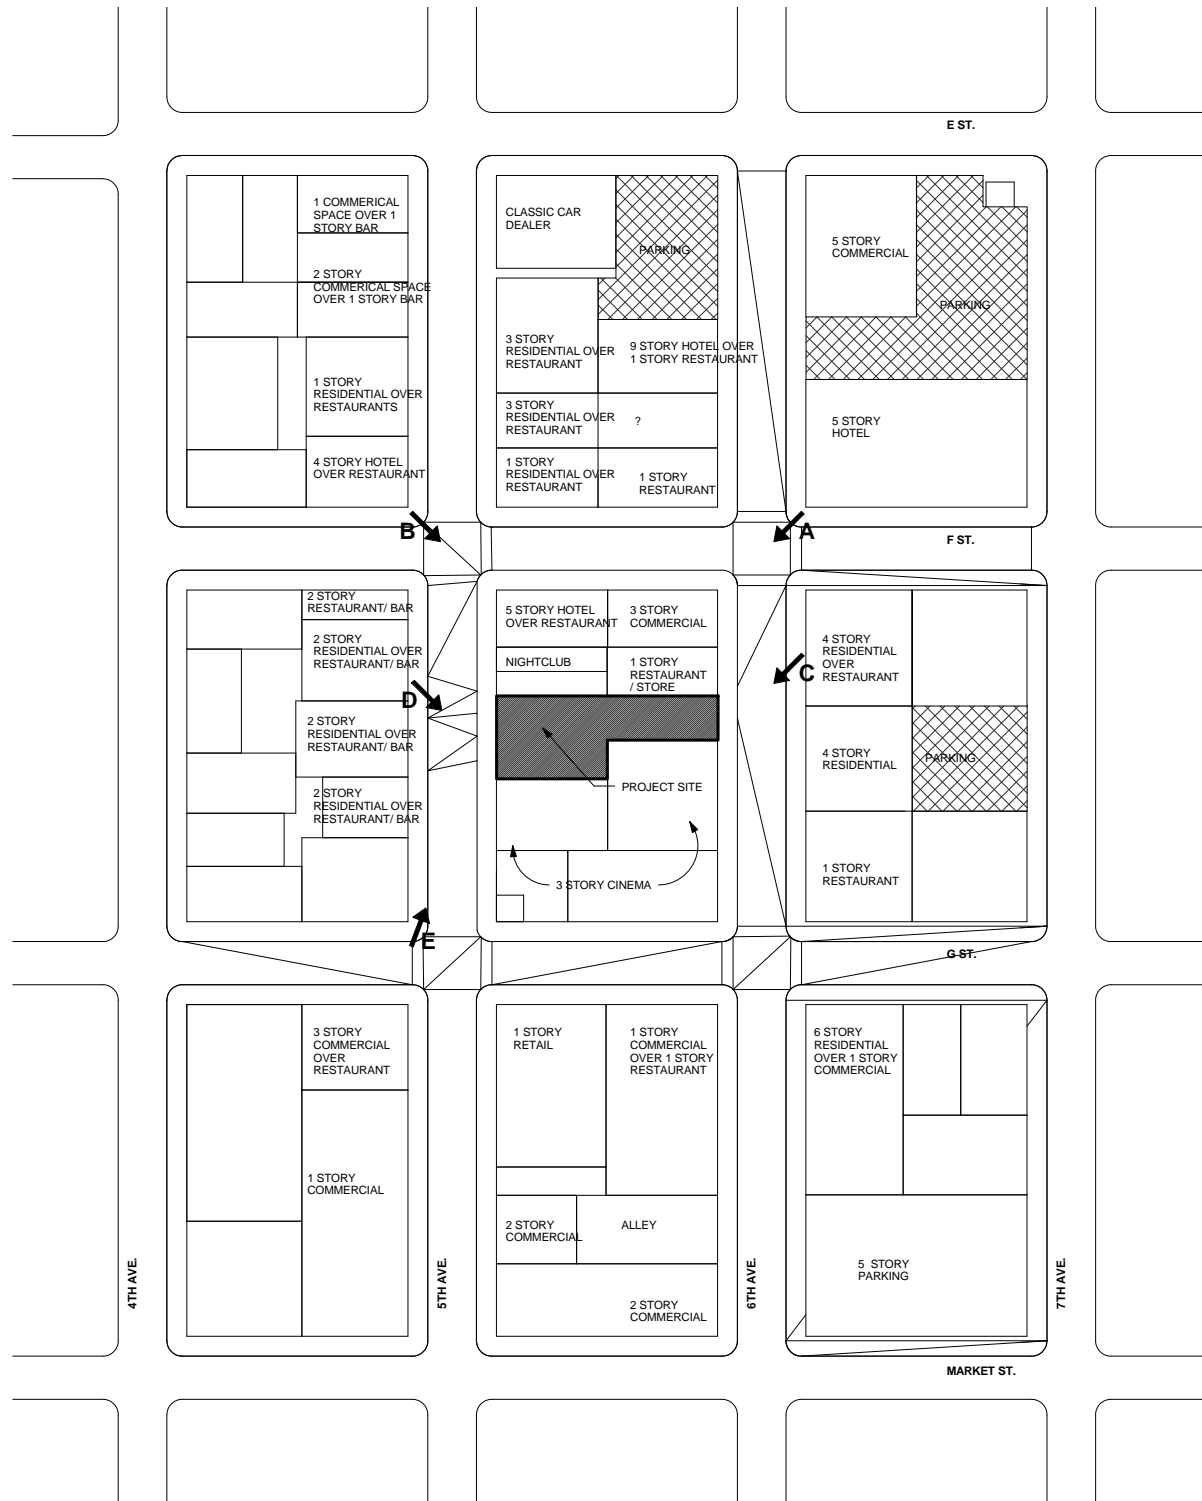 E ST.
1 COMMERICAL
SPACE OVER 1
STORY BAR
2 STORY
COMMERICAL SPACE
OVER 1 STORY BAR
1 STORY
RESIDENTIAL OVER
RESTAURANTS
4 STORY HOTEL
OVER RESTAURANT
CLASSIC CAR
DEALER
PARKING
3 STORY
RESIDENTIAL OVER
RESTAURANT
9 STORY HOTEL OVER
1 STORY RESTAURANT
3 STORY
RESIDENTIAL OVER
RESTAURANT
?
1 STORY
RESIDENTIAL OVER
RESTAURANT
1 STORY
RESTAURANT
5 STORY
COMMERCIAL
PARKING
5 STORY
HOTEL
B
A
F ST.
2 STORY
RESTAURANT/ BAR
2 STORY
RESIDENTIAL OVER
RESTAURANT/ BAR
2 STORY
RESIDENTIAL OVER
RESTAURANT/ BAR
2 STORY
RESIDENTIAL OVER
RESTAURANT/ BAR
D
E
5 STORY HOTEL
OVER RESTAURANT
3 STORY
COMMERCIAL
NIGHTCLUB
1 STORY
RESTAURANT
/ STORE
PROJECT SITE
3 STORY CINEMA
C
4 STORY
RESIDENTIAL
OVER
RESTAURANT
4 STORY
RESIDENTIAL
PARKING
1 STORY
RESTAURANT
G ST.
3 STORY
COMMERCIAL
OVER
RESTAURANT
1 STORY
COMMERCIAL
1 STORY
RETAIL
1 STORY
COMMERCIAL
OVER 1 STORY
RESTAURANT
2 STORY
COMMERCIAL
ALLEY
2 STORY
COMMERCIAL
6 STORY
RESIDENTIAL
OVER 1 STORY
COMMERCIAL
5 STORY
PARKING
4TH AVE.
5TH AVE.
6TH AVE.
7TH AVE.
MARKET ST.